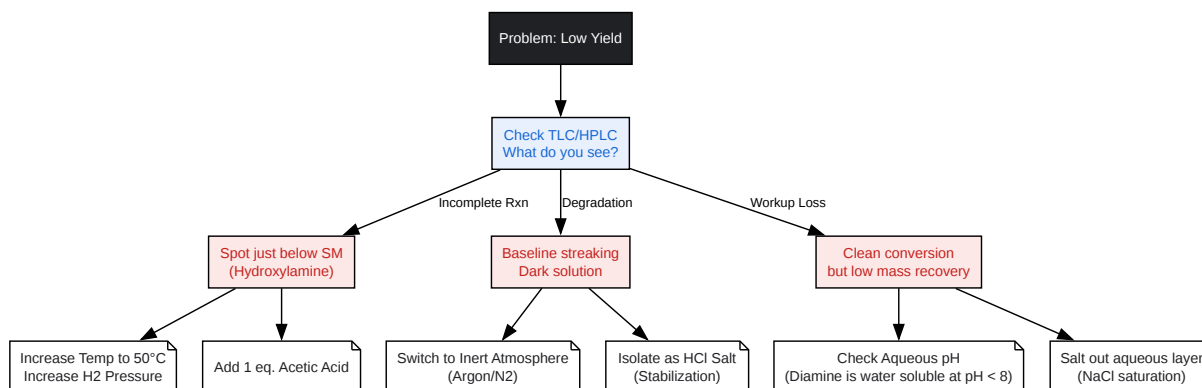 Problem: Low Yield
Check TLC/HPLC
What do you see?
Incomplete Rxn
Degradation
Workup Loss
Spot just below SM
(Hydroxylamine)
Baseline streaking
Dark solution
Clean conversion
but low mass recovery
Increase Temp to 50°C
Increase H2 Pressure
Add 1 eq. Acetic Acid
Switch to Inert Atmosphere
(Argon/N2)
Isolate as HCl Salt
(Stabilization)
Check Aqueous pH
(Diamine is water soluble at pH < 8)
Salt out aqueous layer
(NaCl saturation)